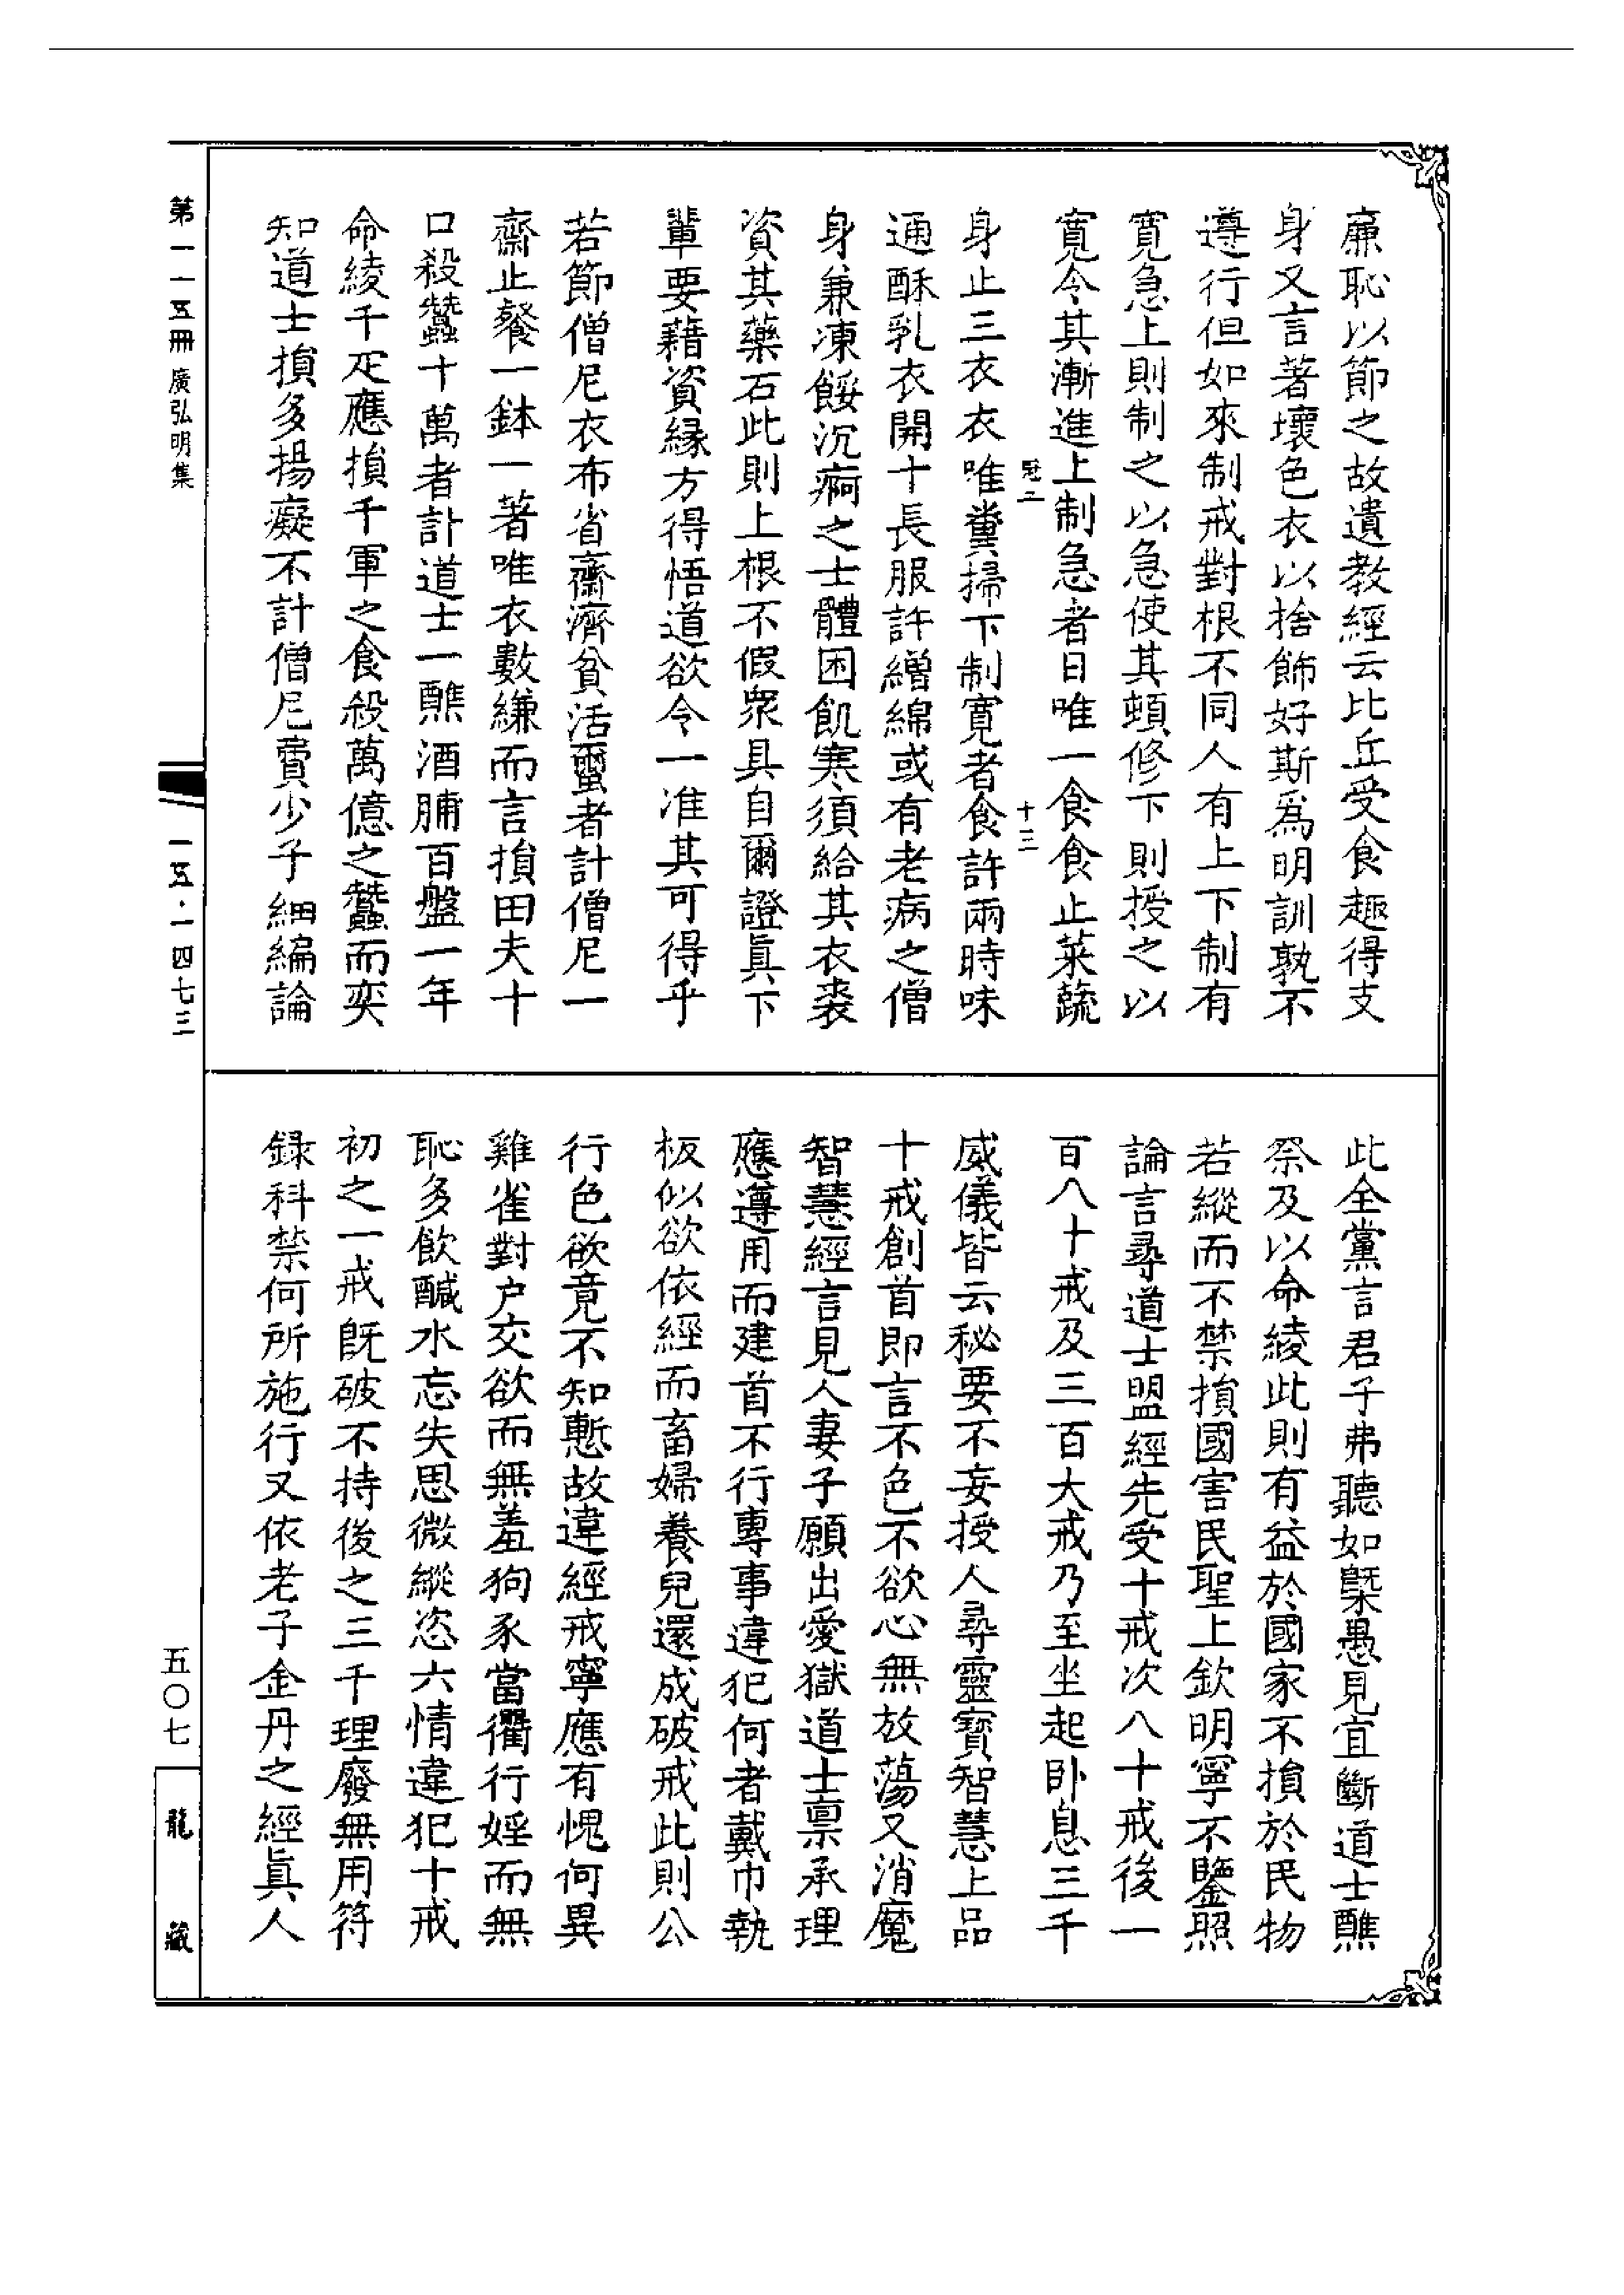 廉恥以節之故遺教經云比丘受食趣得支
身又言著壞色衣以捨飾好斯爲明訓孰不
遵行但如來制戒對根不同人有上下制有
寛急上則制之以急使其頓修下則授之以
寛令其漸進上制急者日唯一食食止菜蔬
冠二
十三
身止三衣衣唯糞掃下制寛者食許兩時味
通酥乳衣開十長服許繒綿或有老病之僧
身兼凍餒沉痾之士體困飢寒須給其衣裘
資其藥石此則上根不假衆具自爾證眞下
輩要藉資緣方得悟道欲令一准其可得乎
若節僧尼衣布省齋濟貧活蠶者計僧尼一
齋止餐一鉢一著唯衣數縑而言損田夫十
口殺蠶十萬者計道士一醮酒脯百盤一年
命綾千疋應損千軍之食殺萬億之蠶而奕
知道士損多揚癡不計僧尼費少子細編論
此全黨言君子弗聽如槩愚見宜斷道士醮
祭及以命綾此則有益於國家不損於民物
若縱而不禁損國害民聖上欽明寧不鑒照
論言尋道士盟經先受十戒次八十戒後一
百八十戒及三百大戒乃至坐起卧息三千
威儀皆云秘要不妄授人尋靈寶智慧上品
十戒創首即言不色不欲心無放蕩又消魔
智慧經言見人妻子願出愛獄道士禀承理
應遵用而建首不行專事違犯何者戴巾執
板似欲依經而畜婦養兒還成破戒此則公
行色欲竟不知慙故違經戒寧應有愧何異
雞雀對户交欲而無羞狗豕當衢行婬而無
恥多飲醎水忘失思微縱恣六情違犯十戒
初之一戒旣破不持後之三千理廢無用符
録科禁何所施行又依老子金丹之經眞人
第一一五冊 廣弘明集
一五·一四七三
五〇七
龍藏